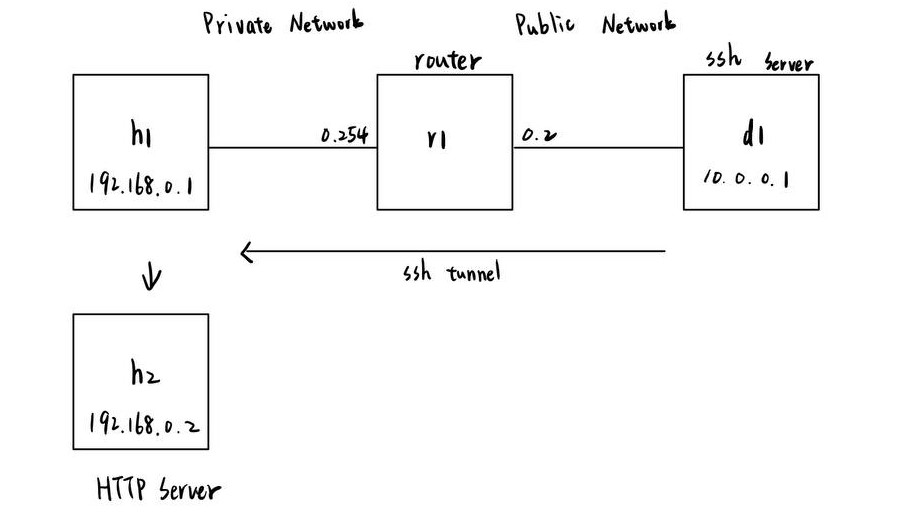 Private Network
Public Network
router
ssh server
h1
192.168.0.1
0.254
r1
0.2
d1
10.0.0.1
ssh tunnel
h2
192.168.0.2
HTTP Server